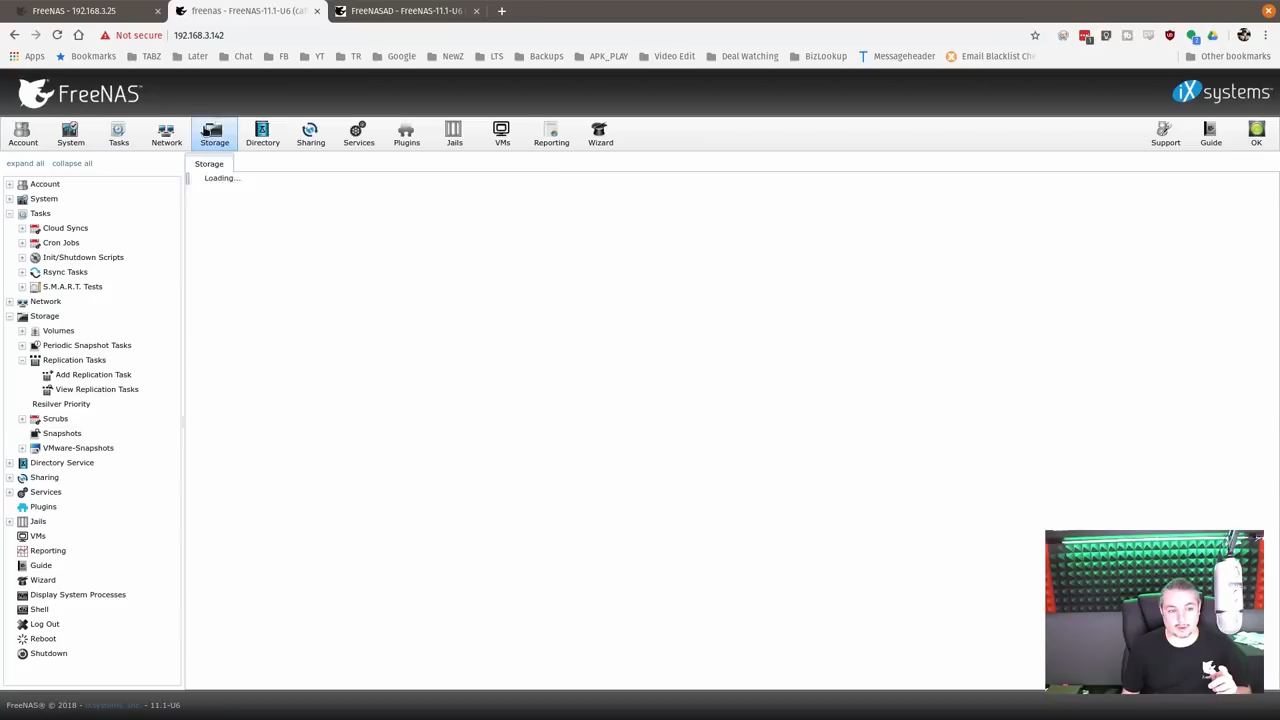 FreeNAS - 192.168.3.25
freenas - FreeNAS-11.1-U6 (ca
FreeNASAD - FreeNAS-11.1-U6
Not secure
192.168.3.142
Apps
Bookmarks
TABZ
Later
Chat
FB
YT
TR
Google
NewZ
LTS
Backups
APK_PLAY
Video Edit
Deal Watching
BizLookup
Messageheader
Email Blacklist Che
Other bookmarks
FreeNAS
iX systems
Account
System
Tasks
Network
Storage
Directory
Sharing
Services
Plugins
Jails
VMs
Reporting
Wizard
Support
Guide
OK
expand all
collapse all
Storage
Loading...
Account
System
Tasks
Cloud Syncs
Cron Jobs
Init/Shutdown Scripts
Rsync Tasks
S.M.A.R.T. Tests
Network
Storage
Volumes
Periodic Snapshot Tasks
Replication Tasks
Add Replication Task
View Replication Tasks
Resilver Priority
Scrubs
Snapshots
VMware-Snapshots
Directory Service
Sharing
Services
Plugins
Jails
VMs
Reporting
Guide
Wizard
Display System Processes
Shell
Log Out
Reboot
Shutdown
FreeNAS® © 2018 - iXsystems, Inc. - 11.1-U6